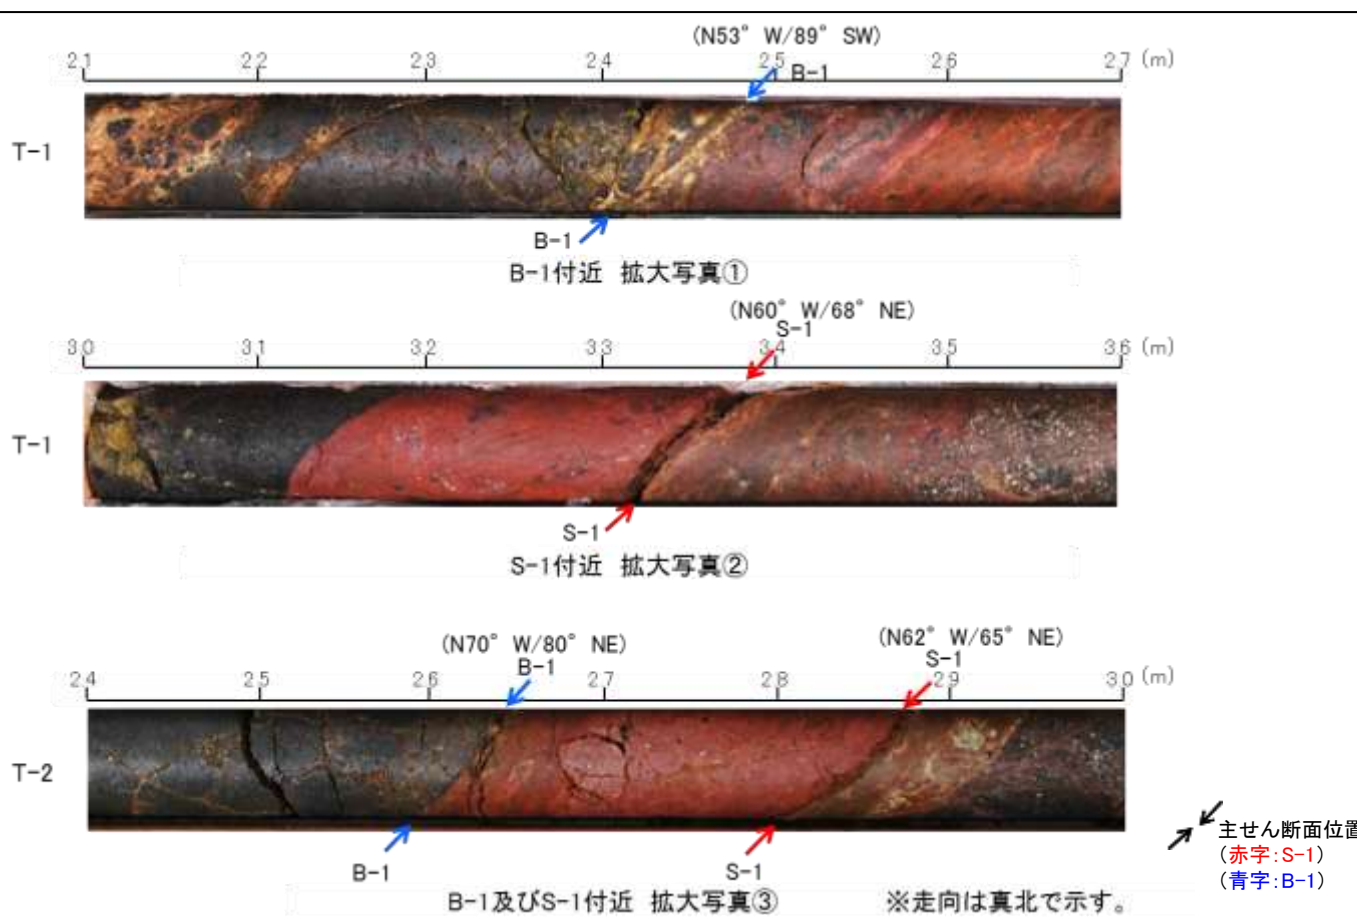 (N53° W/89° SW)
2.1 2.2 2.3 2.4 2.5 2.6 2.7 (m)
B-1
T-1
B-1
B-1付近 拡大写真①
(N60° W/68° NE)
S-1
3.0 3.1 3.2 3.3 3.4 3.5 3.6 (m)
T-1
S-1
S-1付近 拡大写真②
(N70° W/80° NE)
B-1
(N62° W/65° NE)
S-1
2.4 2.5 2.6 2.7 2.8 2.9 3.0 (m)
T-2
B-1
S-1
B-1及びS-1付近 拡大写真③
※走向は真北で示す。
主せん断面位置
(赤字:S-1)
(青字:B-1)